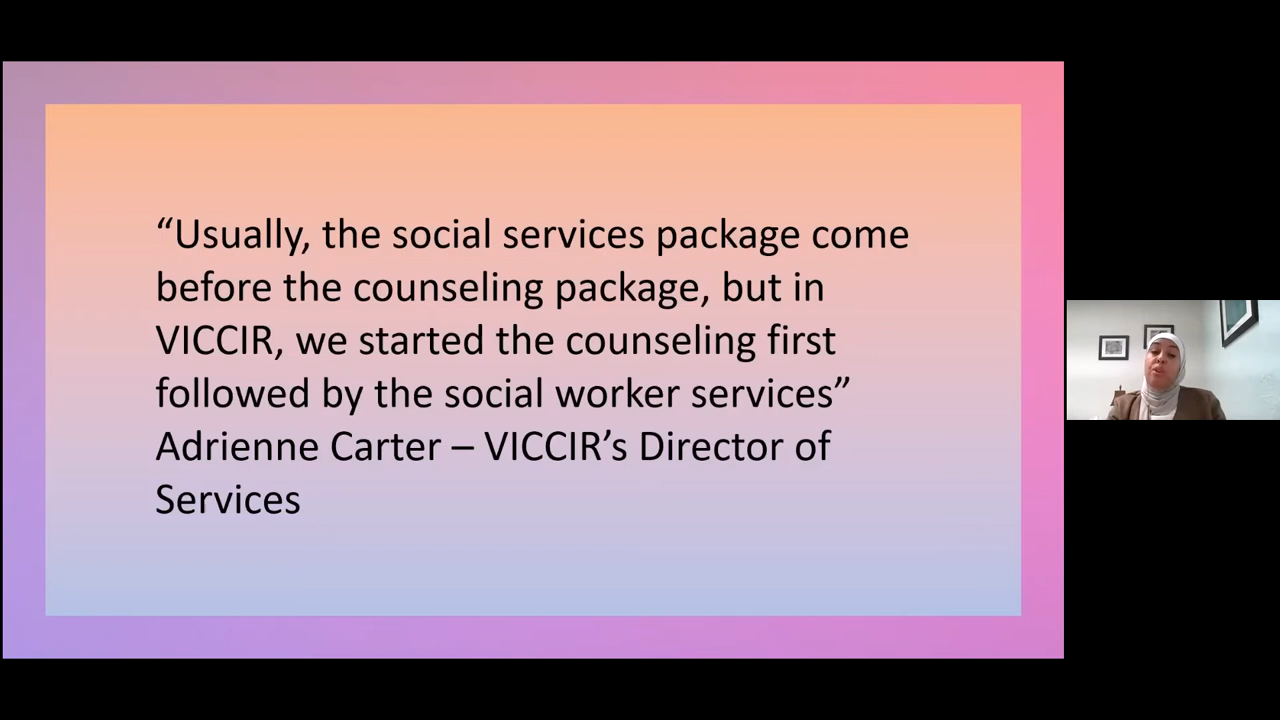 “Usually, the social services package come
before the counseling package, but in
VICCIR, we started the counseling first
followed by the social worker services”
Adrienne Carter – VICCIR’s Director of
Services